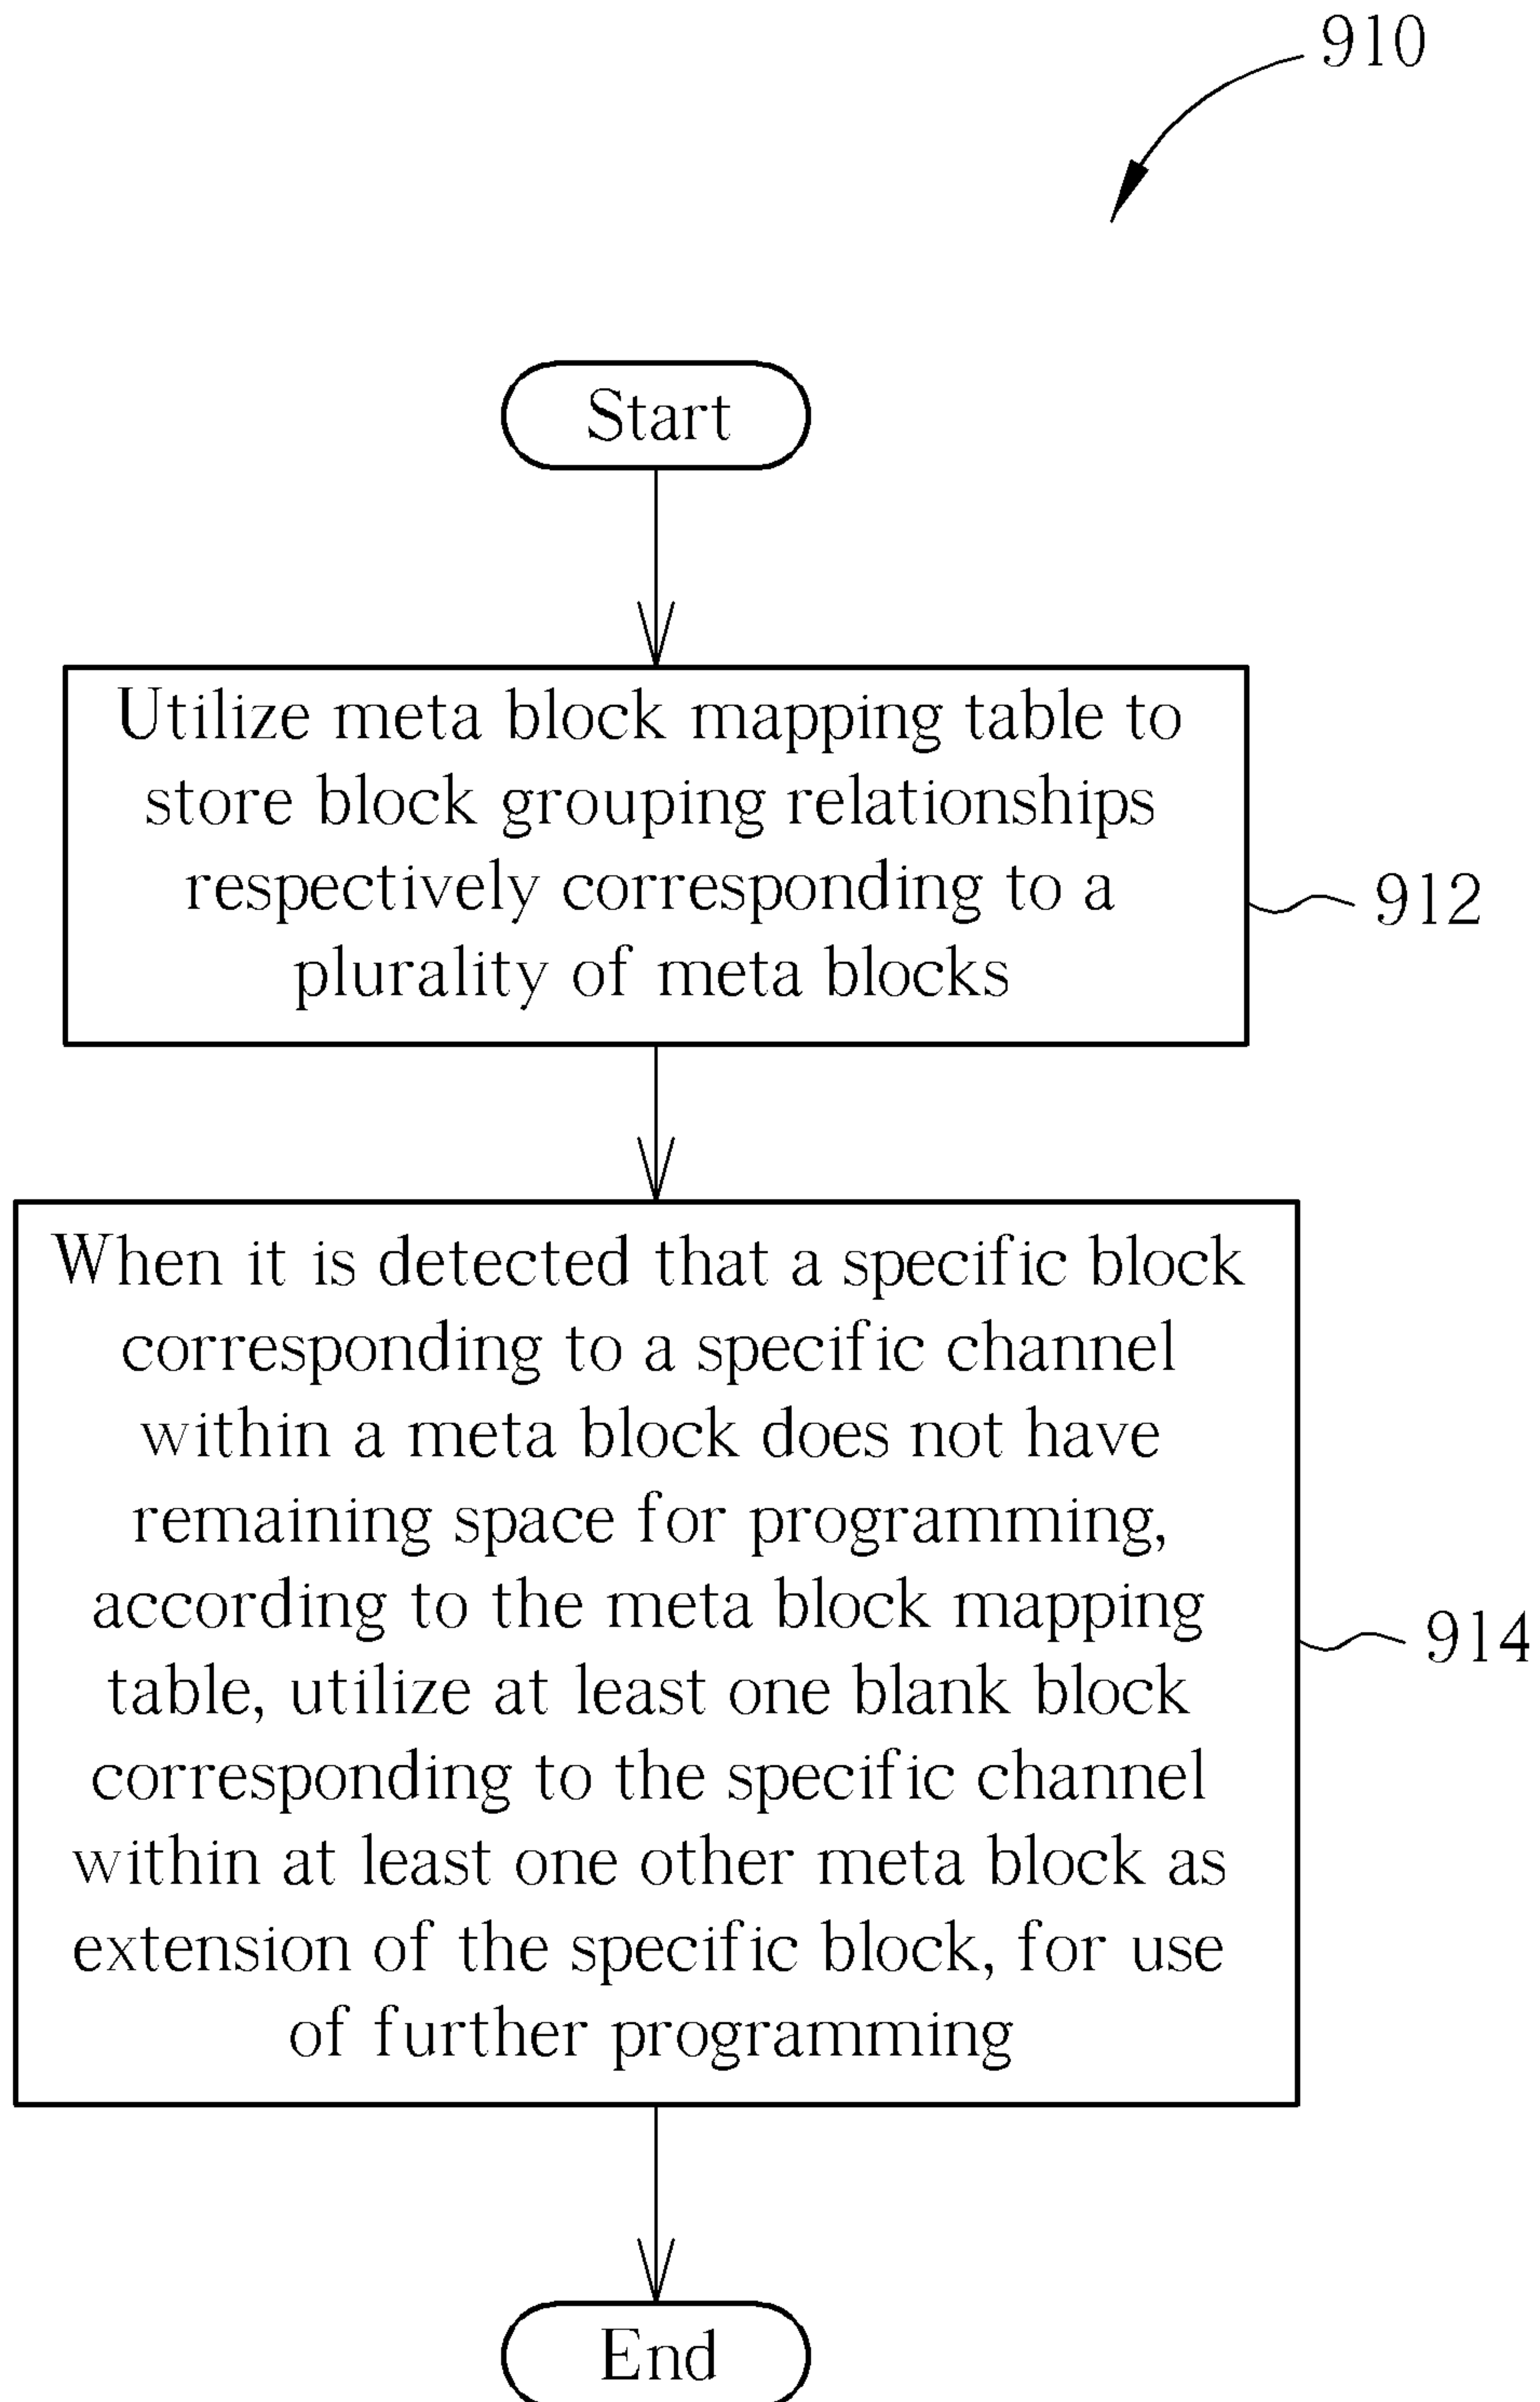 910
Start
Utilize meta block mapping table to
store block grouping relationships
respectively corresponding to a
plurality of meta blocks
912
When it is detected that a specific block
corresponding to a specific channel
within a meta block does not have
remaining space for programming,
according to the meta block mapping
table, utilize at least one blank block
corresponding to the specific channel
within at least one other meta block as
extension of the specific block, for use
of further programming
914
End